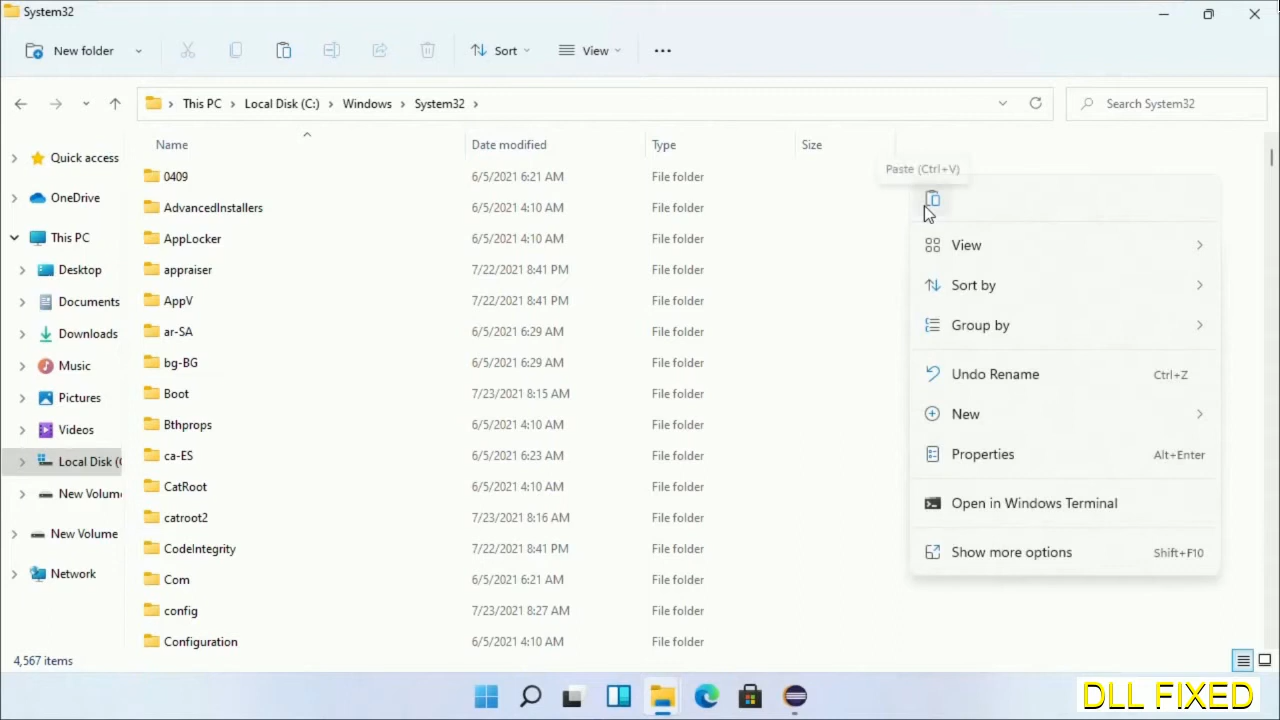 System32
New folder
Sort
View
This PC
Local Disk (C:)
Windows
System32
Search System32
Name
Date modified
Type
Size
Quick access
OneDrive
This PC
Desktop
Documents
Downloads
Music
Pictures
Videos
Local Disk (
New Volum
New Volume
Network
0409 6/5/2021 6:21 AM File folder
AdvancedInstallers 6/5/2021 4:10 AM File folder
AppLocker 6/5/2021 4:10 AM File folder
appraiser 7/22/2021 8:41 PM File folder
AppV 7/22/2021 8:41 PM File folder
ar-SA 6/5/2021 6:29 AM File folder
bg-BG 6/5/2021 6:29 AM File folder
Boot 7/23/2021 8:15 AM File folder
Bthprops 6/5/2021 4:10 AM File folder
ca-ES 6/5/2021 6:23 AM File folder
CatRoot 6/5/2021 4:10 AM File folder
catroot2 7/23/2021 8:16 AM File folder
CodeIntegrity 7/22/2021 8:41 PM File folder
Com 6/5/2021 6:21 AM File folder
config 7/23/2021 8:27 AM File folder
Configuration 6/5/2021 4:10 AM File folder
Paste (Ctrl+V)
View
Sort by
Group by
Undo Rename Ctrl+Z
New
Properties Alt+Enter
Open in Windows Terminal
Show more options Shift+F10
4,567 items
DLL FIXED